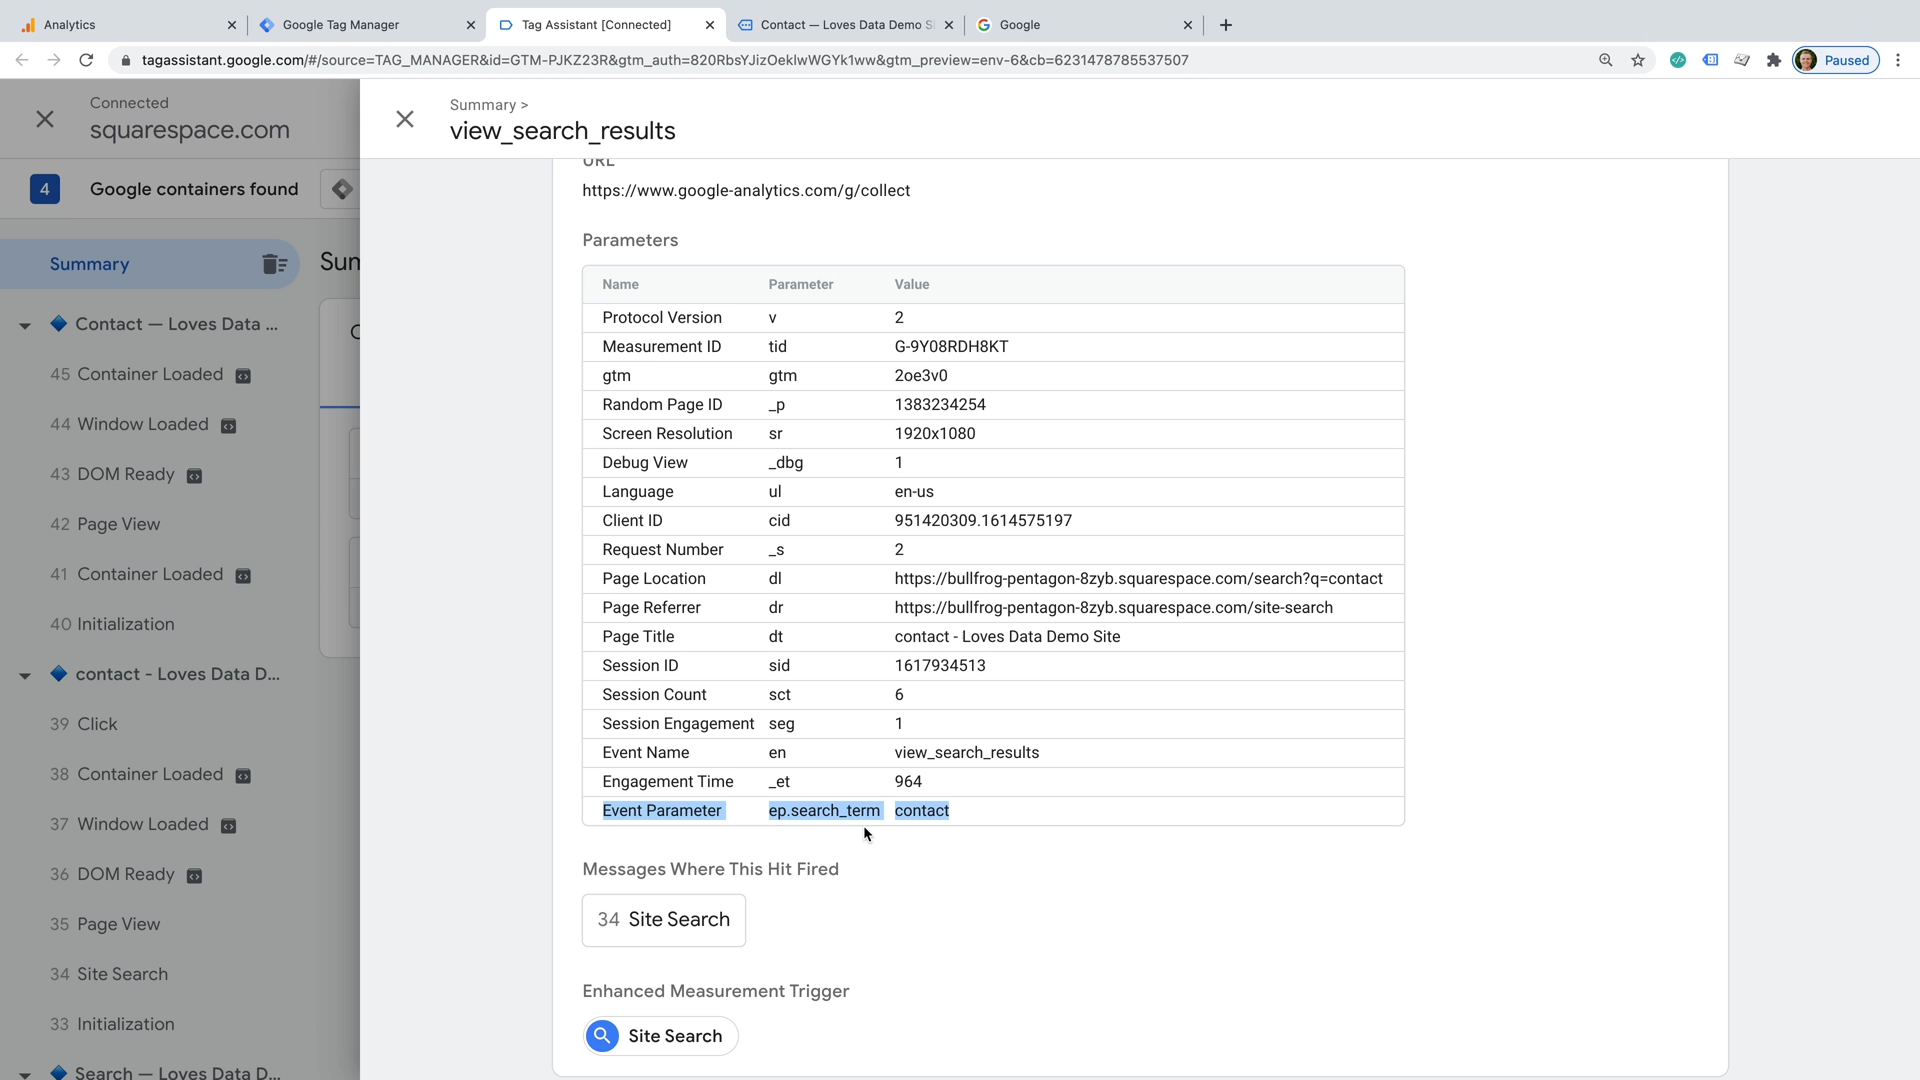 Analytics
Google Tag Manager
Tag Assistant [Connected]
Contact — Loves Data Demo S
Google
tagassistant.google.com/#/source=TAG_MANAGER&id=GTM-PJKZ23R&gtm_auth=820RbsYJizOeklwWGYk1ww&gtm_preview=env-6&cb=6231478785537507
Paused
Connected
squarespace.com
4 Google containers found
Summary
Sum
Contact — Loves Data ...
45 Container Loaded
44 Window Loaded
43 DOM Ready
42 Page View
41 Container Loaded
40 Initialization
contact - Loves Data D...
39 Click
38 Container Loaded
37 Window Loaded
36 DOM Ready
35 Page View
34 Site Search
33 Initialization
Search — Loves Data D...
Summary >
view_search_results
URL
https://www.google-analytics.com/g/collect
Parameters
Name Parameter Value
Protocol Version v 2
Measurement ID tid G-9Y08RDH8KT
gtm gtm 2oe3v0
Random Page ID _p 1383234254
Screen Resolution sr 1920x1080
Debug View _dbg 1
Language ul en-us
Client ID cid 951420309.1614575197
Request Number _s 2
Page Location dl https://bullfrog-pentagon-8zyb.squarespace.com/search?q=contact
Page Referrer dr https://bullfrog-pentagon-8zyb.squarespace.com/site-search
Page Title dt contact - Loves Data Demo Site
Session ID sid 1617934513
Session Count sct 6
Session Engagement seg 1
Event Name en view_search_results
Engagement Time _et 964
Event Parameter ep.search_term contact
Messages Where This Hit Fired
34 Site Search
Enhanced Measurement Trigger
Site Search